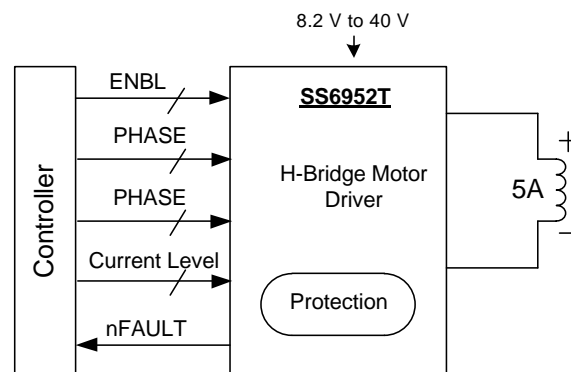 8.2 V to 40 V
Controller
ENBL
PHASE
PHASE
Current Level
nFAULT
SS6952T
H-Bridge Motor
Driver
Protection
+
5A
−